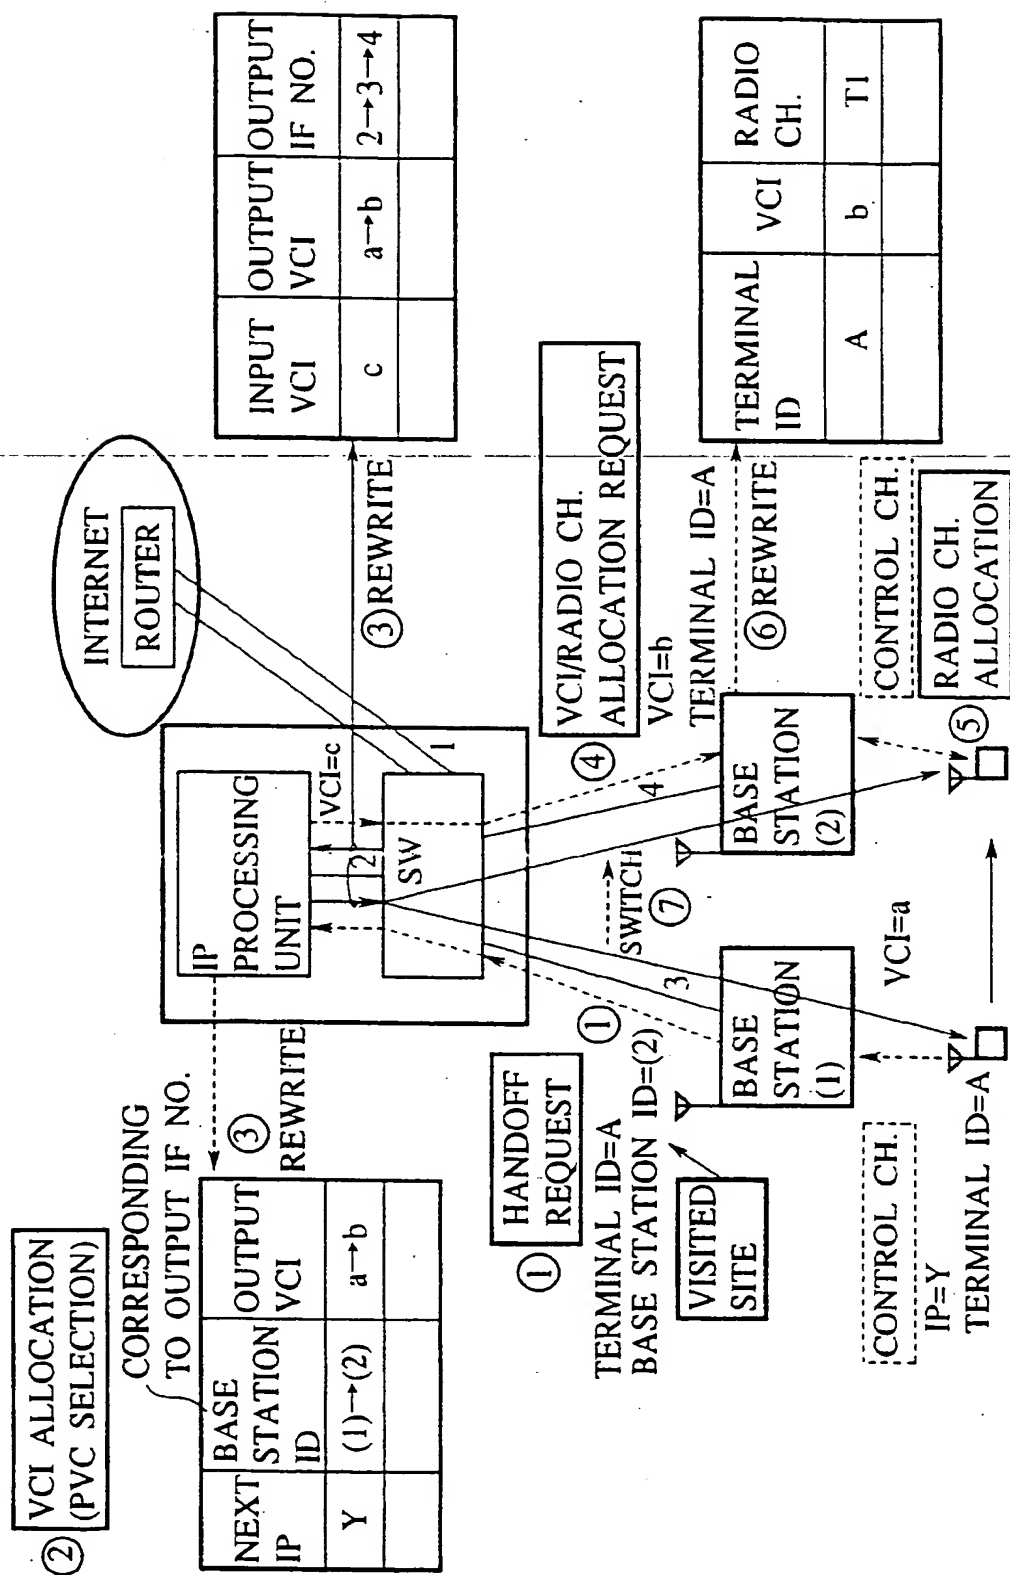 ② VCI ALLOCATION
(PVC SELECTION)
CORRESPONDING
TO OUTPUT IF NO.
NEXT IP
BASE STATION ID
OUTPUT VCI
Y
(1)→(2)
a→b
③
REWRITE
INTERNET
ROUTER
IP
PROCESSING
UNIT
VCI=c
2
SW
1
③REWRITE
INPUT VCI
OUTPUT VCI
OUTPUT IF NO.
c
a→b
2→3→4
① HANDOFF
REQUEST
TERMINAL ID=A
BASE STATION ID=(2)
VISITED
SITE
①
3
4
SWITCH
⑦
④ VCI/RADIO CH.
ALLOCATION REQUEST
VCI=b
TERMINAL ID=A
⑥REWRITE
TERMINAL ID
VCI
RADIO CH.
A
b
T1
BASE
STATION
(1)
BASE
STATION
(2)
CONTROL CH.
IP=Y
TERMINAL ID=A
VCI=a
CONTROL CH.
⑤ RADIO CH.
ALLOCATION